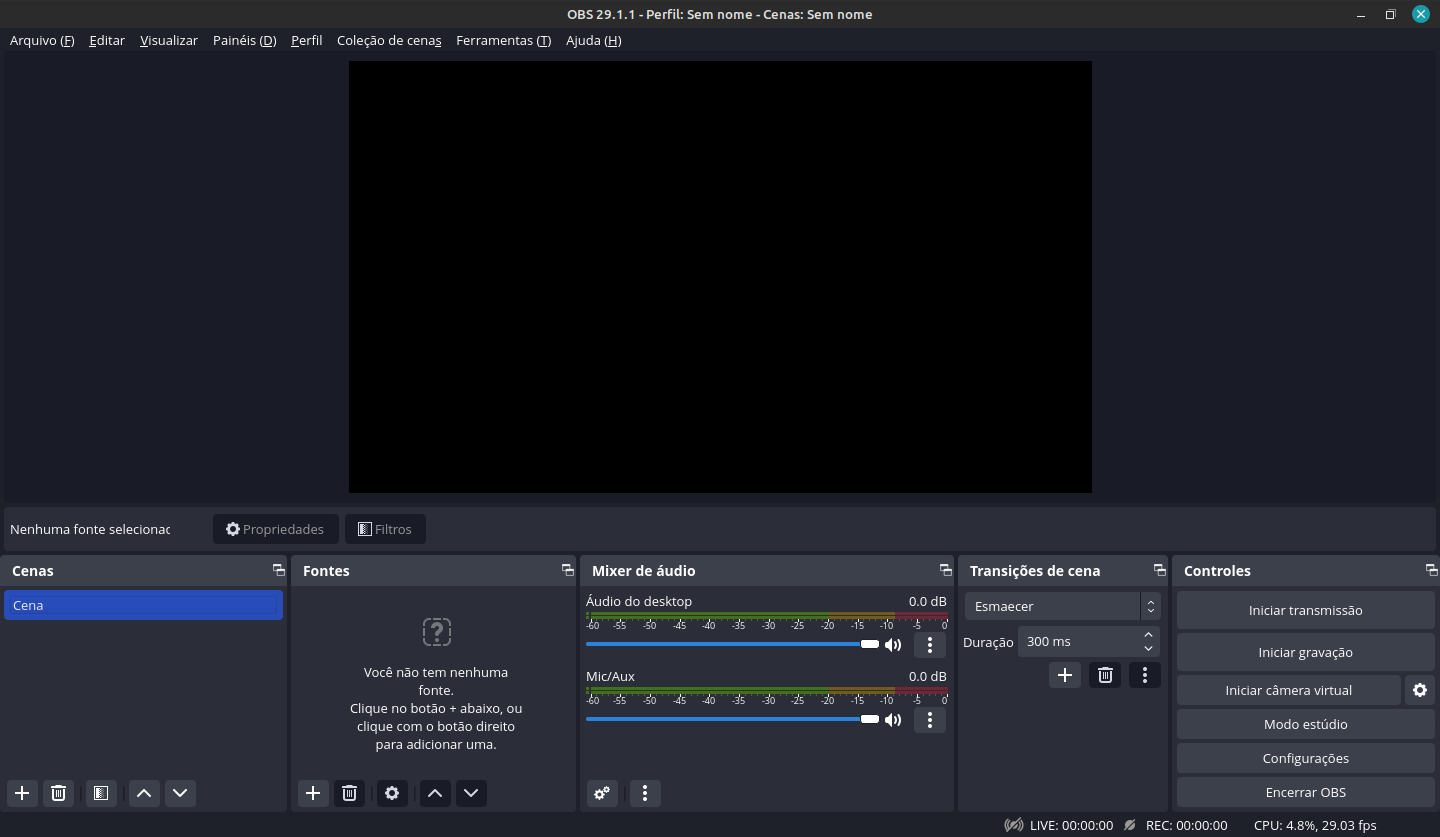 OBS 29.1.1 - Perfil: Sem nome - Cenas: Sem nome
Arquivo (F) Editar Visualizar Painéis (D) Perfil Coleção de cenas Ferramentas (T) Ajuda (H)
Nenhuma fonte selecionac Propriedades Filtros
Cenas
Cena
Fontes
Você não tem nenhuma
fonte.
Clique no botão + abaixo, ou
clique com o botão direito
para adicionar uma.
Mixer de áudio
Áudio do desktop 0.0 dB
-60 -55 -50 -45 -40 -35 -30 -25 -20 -15 -10 -5 0
Mic/Aux 0.0 dB
-60 -55 -50 -45 -40 -35 -30 -25 -20 -15 -10 -5 0
Transições de cena
Esmaecer
Duração 300 ms
Controles
Iniciar transmissão
Iniciar gravação
Iniciar câmera virtual
Modo estúdio
Configurações
Encerrar OBS
LIVE: 00:00:00 REC: 00:00:00 CPU: 4.8%, 29.03 fps